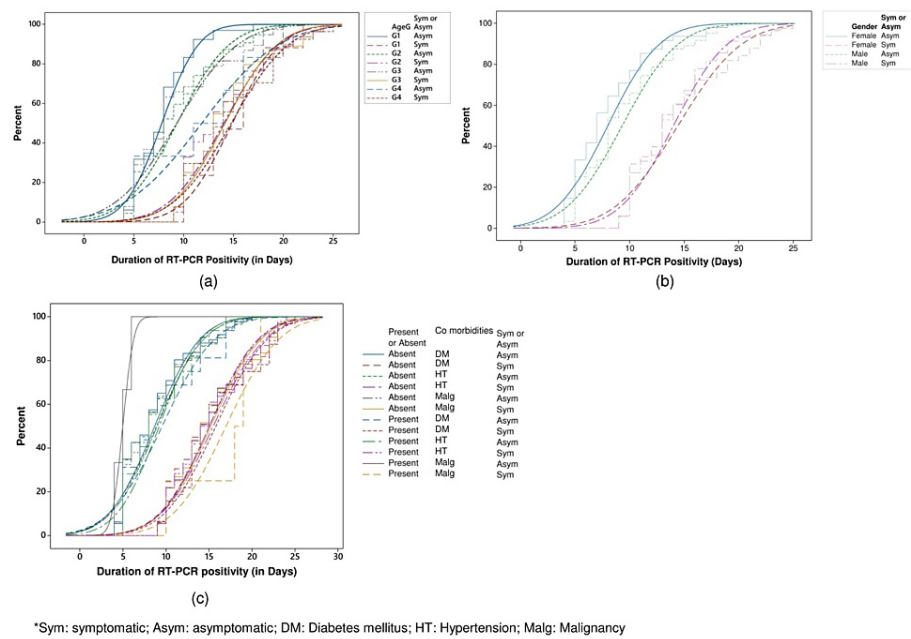 Sym or
AgeG Asym
G1 Asym
G1 Sym
G2 Asym
G2 Sym
G3 Asym
G3 Sym
G4 Asym
G4 Sym
100
80
60
40
20
0
Percent
0 5 10 15 20 25
Duration of RT-PCR Positivity (in Days)
(a)
Sym or
Gender Asym
Female Asym
Female Sym
Male Asym
Male Sym
100
80
60
40
20
0
Percent
0 5 10 15 20 25
Duration of RT-PCR Positivity (Days)
(b)
100
80
60
40
20
0
Percent
0 5 10 15 20 25 30
Duration of RT-PCR positivity (in Days)
(c)
Present Co morbidities Sym or
or Absent Asym
Absent DM Asym
Absent DM Sym
Absent HT Asym
Absent HT Sym
Absent Malg Asym
Absent Malg Sym
Present DM Asym
Present DM Sym
Present HT Asym
Present HT Sym
Present Malg Asym
Present Malg Sym
*Sym: symptomatic; Asym: asymptomatic; DM: Diabetes mellitus; HT: Hypertension; Malg: Malignancy